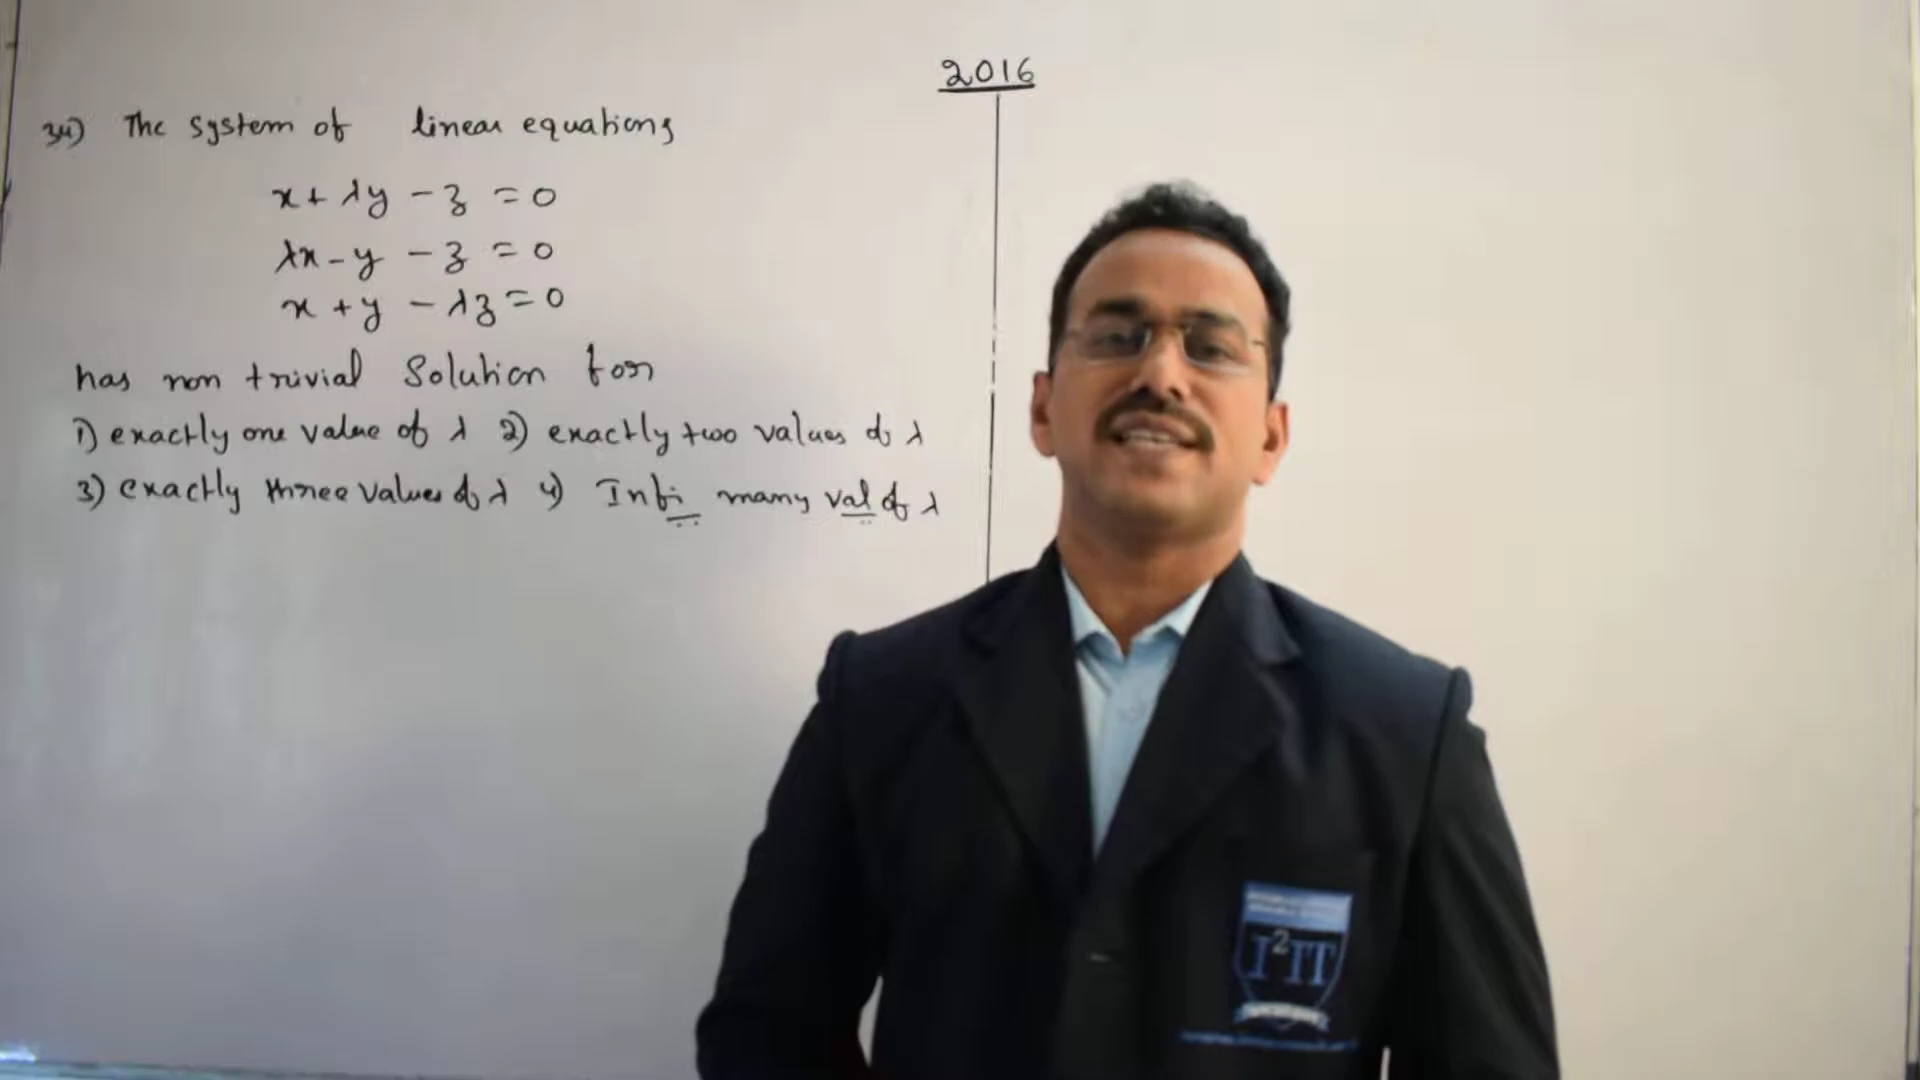 2016
34) The system of linear equations
x + λy - z = 0
λx - y - z = 0
x + y - λz = 0
has non trivial Solution for
1) exactly one value of λ 2) exactly two values of λ
3) exactly three values of λ 4) Infi many val of λ
I²IT